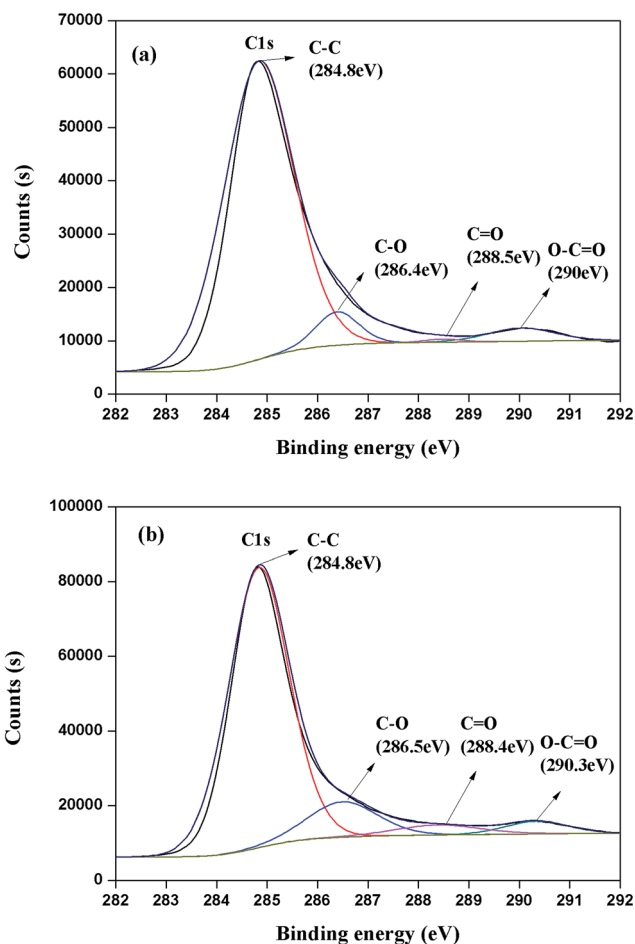 (a)
C1s
C-C
(284.8eV)
C-O
(286.4eV)
C=O
(288.5eV)
O-C=O
(290eV)
70000
60000
50000
40000
30000
20000
10000
0
Counts (s)
282 283 284 285 286 287 288 289 290 291 292
Binding energy (eV)
(b)
C1s
C-C
(284.8eV)
C-O
(286.5eV)
C=O
(288.4eV)
O-C=O
(290.3eV)
100000
80000
60000
40000
20000
0
Counts (s)
282 283 284 285 286 287 288 289 290 291 292
Binding energy (eV)